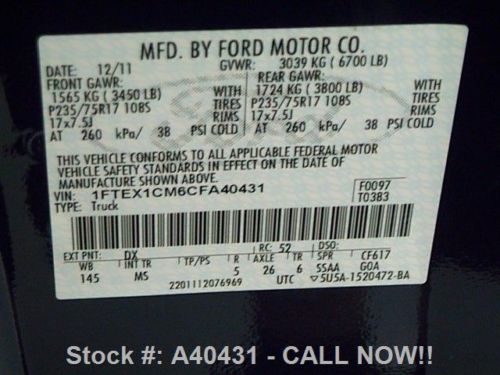 MFD. BY FORD MOTOR CO.
DATE: 12/11 GVWR: 3039 KG (6700 LB)
FRONT GAWR: REAR GAWR:
1565 KG (3450 LB) WITH 1724 KG (3800 LB) WITH
P235/75R17 108S TIRES P235/75R17 108S TIRES
17x7.5J RIMS 17x7.5J RIMS
AT 260 kPa/ 38 PSI COLD AT 260 kPa/ 38 PSI COLD
THIS VEHICLE CONFORMS TO ALL APPLICABLE FEDERAL MOTOR
VEHICLE SAFETY STANDARDS IN EFFECT ON THE DATE OF
MANUFACTURE SHOWN ABOVE.
VIN: 1FTEX1CM6CFA40431 F0097
TYPE: Truck T0383
EXT PNT: DX RC: 52 DSO:
WB TP/PS R AXLE TR SPR CF617
145 MS 5 26 6 55AA GOA
2201112076969 UTC 5U5A-1520472-BA
Stock #: A40431 - CALL NOW!!